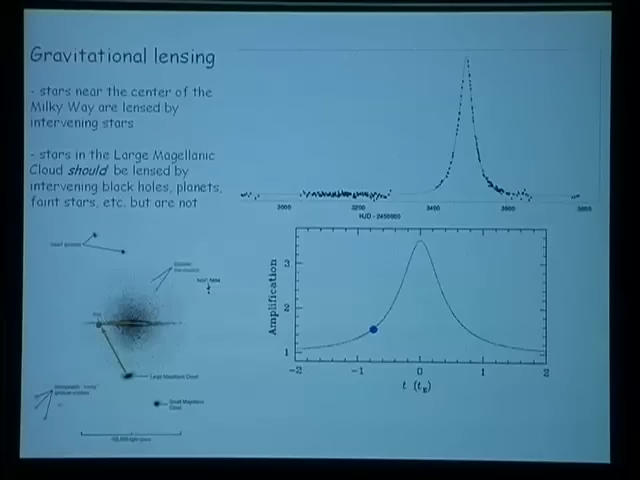 Gravitational lensing
- stars near the center of the
Milky Way are lensed by
intervening stars
- stars in the Large Magellanic
Cloud should be lensed by
intervening black holes, planets,
faint stars, etc. but are not
3000 3200 3400 3600 3800
HJD - 2450000
Amplification
3
2
1
-2 -1 0 1 2
t (tE)
Large Magellanic Cloud
Small Magellanic
Cloud